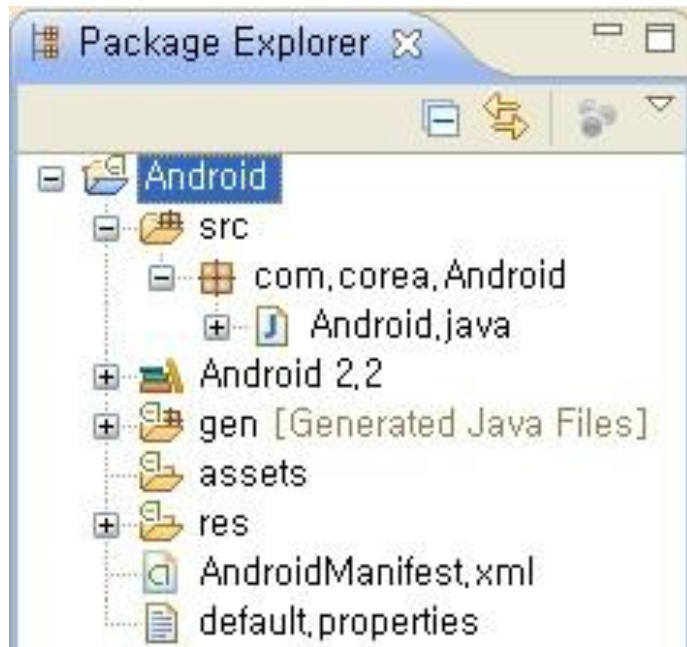 Package Explorer
Android
src
com.corea.Android
Android.java
Android 2.2
gen [Generated Java Files]
assets
res
AndroidManifest.xml
default.properties